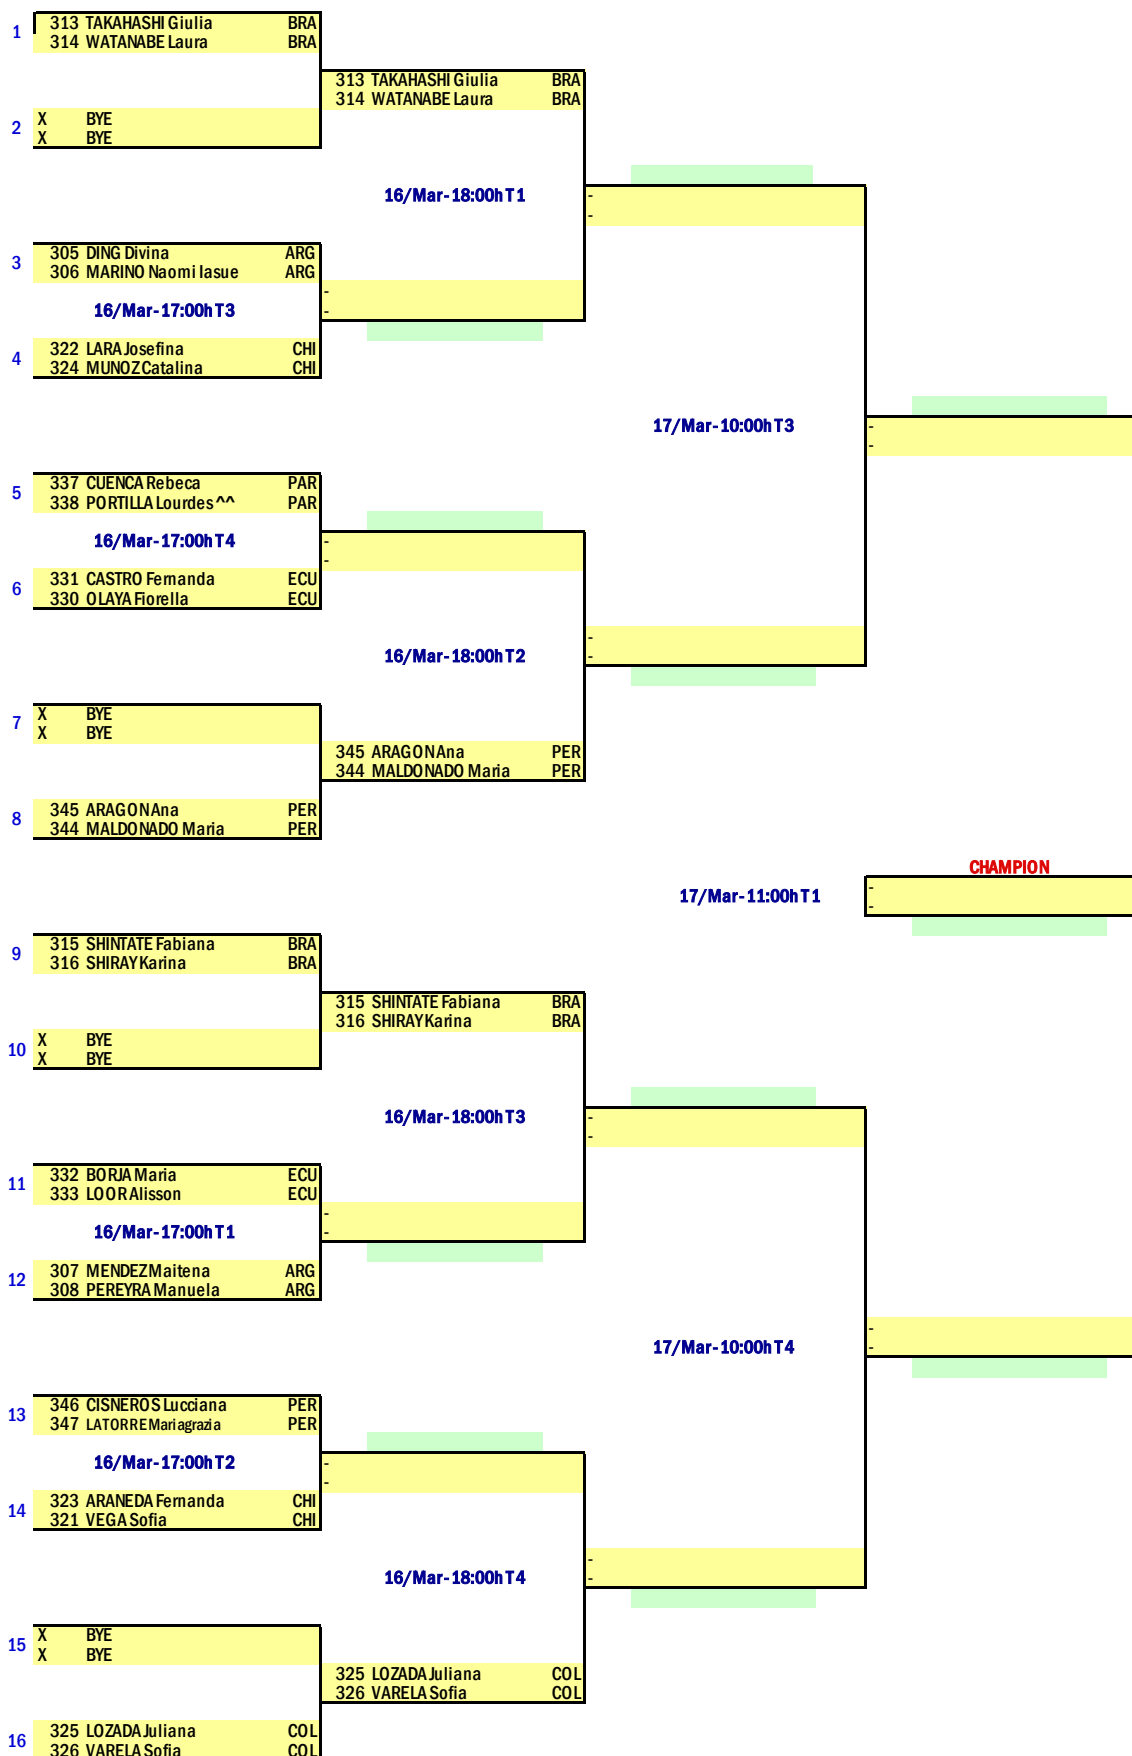 1
313 TAKAHASHI Giulia BRA
314 WATANABE Laura BRA
313 TAKAHASHI Giulia BRA
314 WATANABE Laura BRA
2
X BYE
X BYE
16/Mar-18:00h T1
-
-
3
305 DING Divina ARG
306 MARINO Naomi Iasue ARG
16/Mar-17:00h T3
-
-
4
322 LARA Josefina CHI
324 MUNOZ Catalina CHI
17/Mar-10:00h T3
-
-
5
337 CUENCA Rebeca PAR
338 PORTILLA Lourdes ^^ PAR
16/Mar-17:00h T4
-
-
6
331 CASTRO Fernanda ECU
330 OLAYA Fiorella ECU
16/Mar-18:00h T2
-
-
7
X BYE
X BYE
345 ARAGON Ana PER
344 MALDONADO Maria PER
8
345 ARAGON Ana PER
344 MALDONADO Maria PER
CHAMPION
17/Mar-11:00h T1
-
-
9
315 SHINTATE Fabiana BRA
316 SHIRAY Karina BRA
315 SHINTATE Fabiana BRA
316 SHIRAY Karina BRA
10
X BYE
X BYE
16/Mar-18:00h T3
-
-
11
332 BORJA Maria ECU
333 LOOR Alisson ECU
16/Mar-17:00h T1
-
-
12
307 MENDEZ Maitena ARG
308 PEREYRA Manuela ARG
17/Mar-10:00h T4
-
-
13
346 CISNEROS Lucciana PER
347 LATORRE Mariagrazia PER
16/Mar-17:00h T2
-
-
14
323 ARANEDA Fernanda CHI
321 VEGA Sofia CHI
16/Mar-18:00h T4
-
-
15
X BYE
X BYE
325 LOZADA Juliana COL
326 VARELA Sofia COL
16
325 LOZADA Juliana COL
326 VARELA Sofia COL